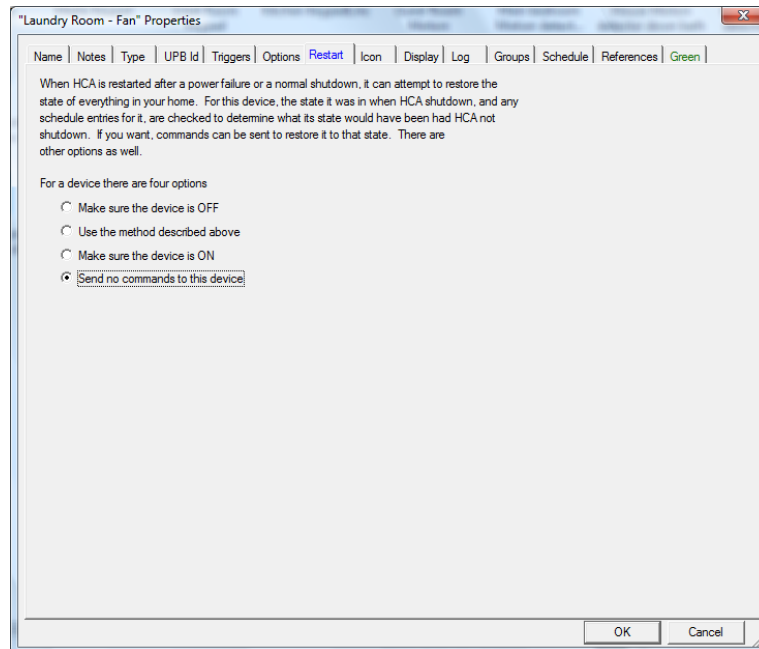 "Laundry Room - Fan" Properties
Name Notes Type UPB Id Triggers Options Restart Icon Display Log Groups Schedule References Green
When HCA is restarted after a power failure or a normal shutdown, it can attempt to restore the
state of everything in your home. For this device, the state it was in when HCA shutdown, and any
schedule entries for it, are checked to determine what its state would have been had HCA not
shutdown. If you want, commands can be sent to restore it to that state. There are
other options as well.
For a device there are four options
Make sure the device is OFF
Use the method described above
Make sure the device is ON
Send no commands to this device
OK Cancel